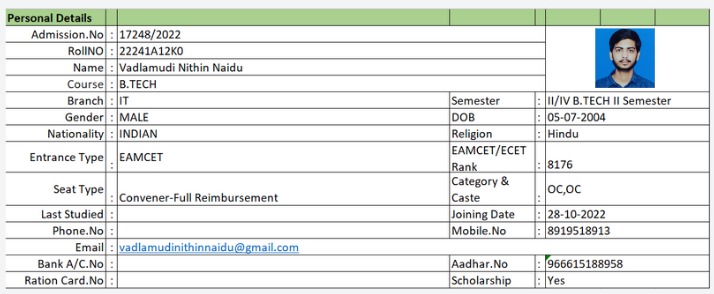 Personal Details
Admission.No : 17248/2022
RollNO : 22241A12K0
Name : Vadlamudi Nithin Naidu
Course : B.TECH
Branch : IT Semester : II/IV B.TECH II Semester
Gender : MALE DOB : 05-07-2004
Nationality : INDIAN Religion : Hindu
Entrance Type : EAMCET EAMCET/ECET Rank : 8176
Seat Type : Convener-Full Reimbursement Category & Caste : OC,OC
Last Studied : Joining Date : 28-10-2022
Phone.No : Mobile.No : 8919518913
Email : vadlamudinithinnaidu@gmail.com
Bank A/C.No : Aadhar.No : 966615188958
Ration Card.No : Scholarship : Yes